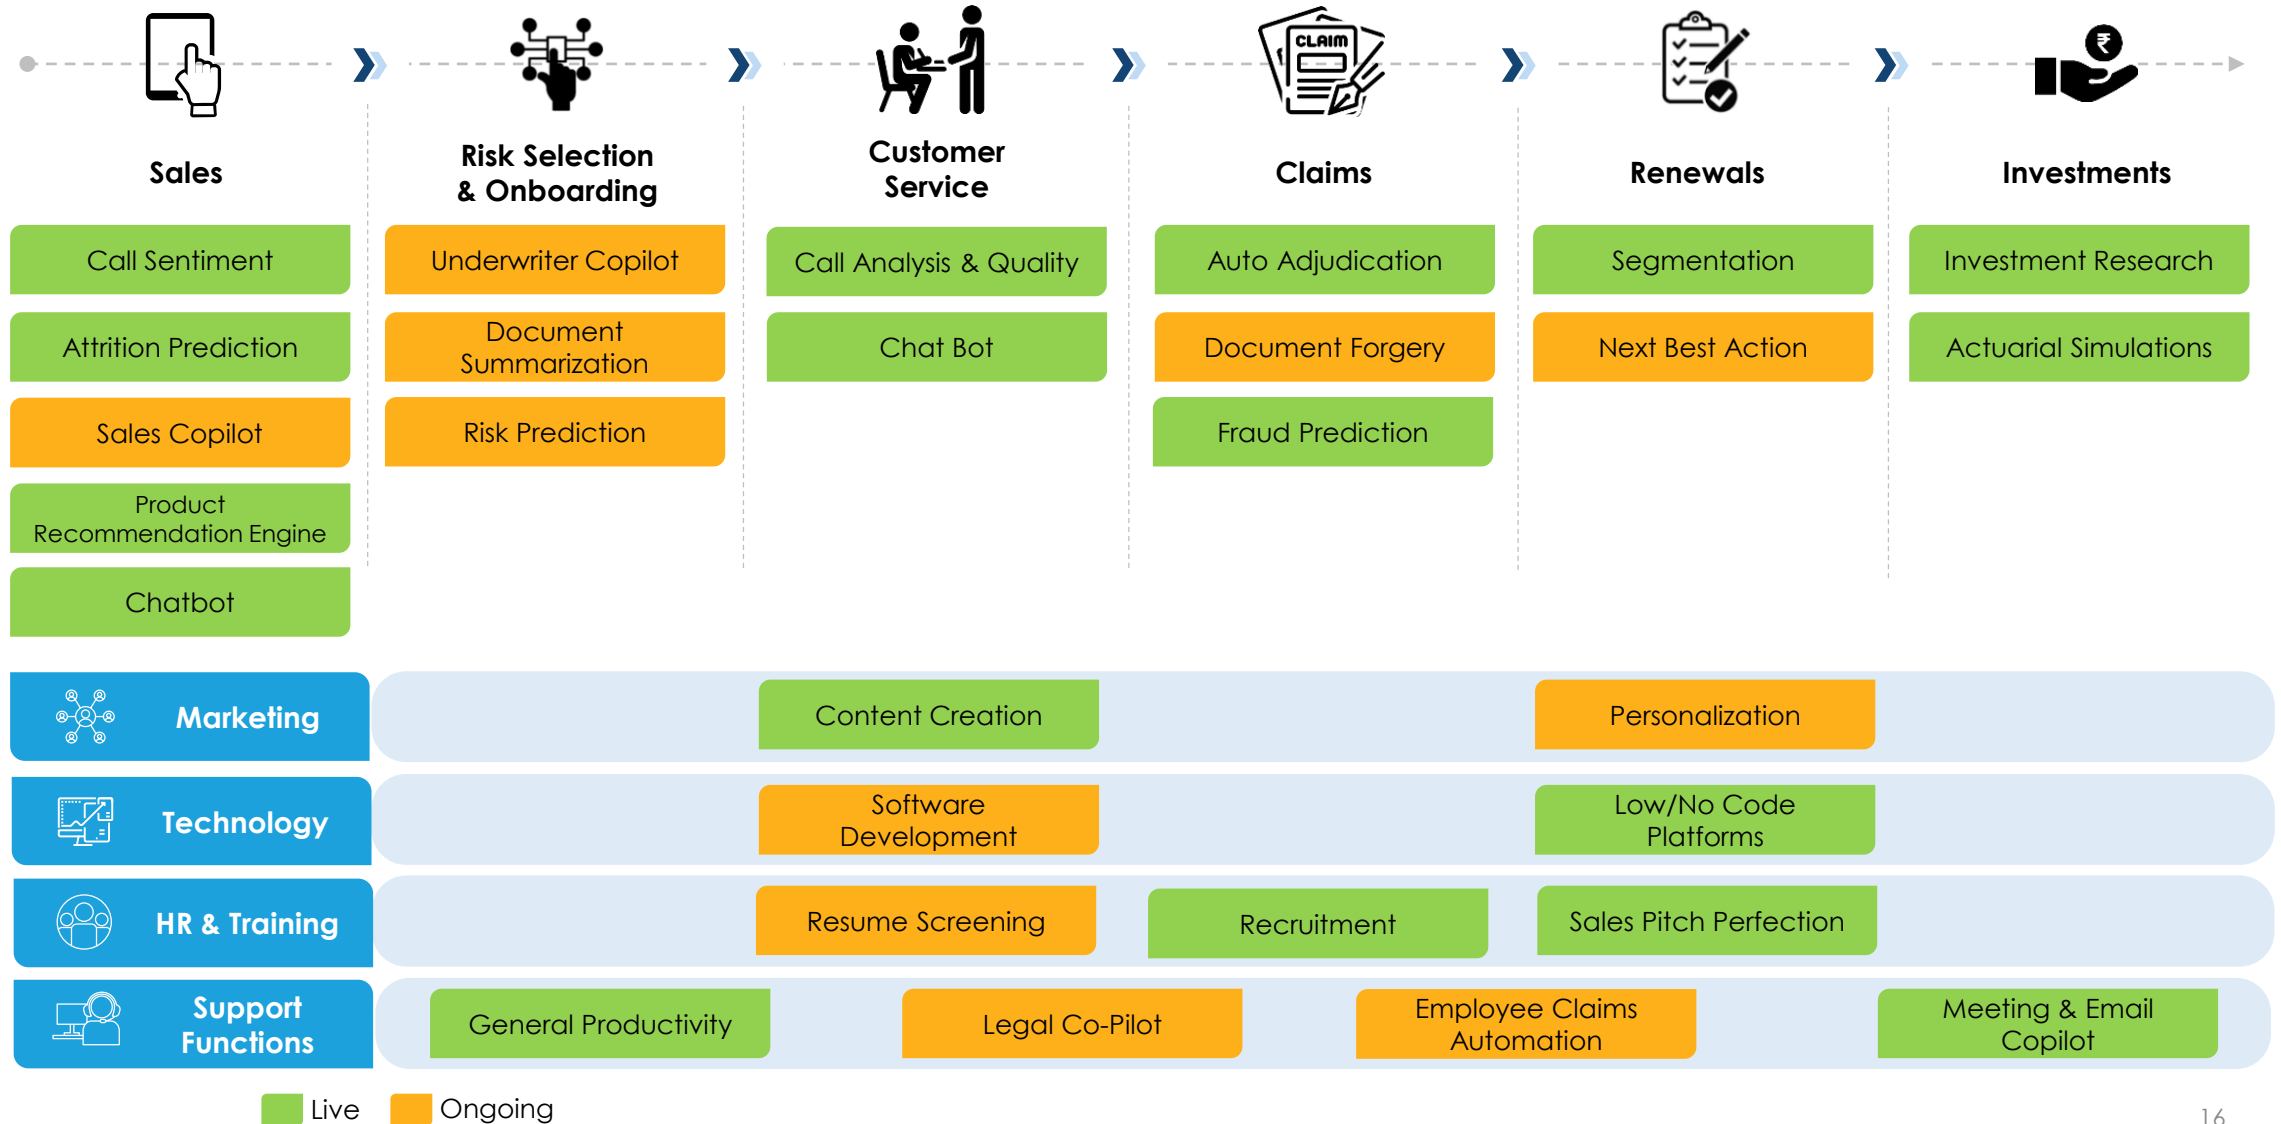 CLAIM
₹
Sales
Risk Selection
& Onboarding
Customer
Service
Claims
Renewals
Investments
Call Sentiment
Underwriter Copilot
Call Analysis & Quality
Auto Adjudication
Segmentation
Investment Research
Attrition Prediction
Document
Summarization
Chat Bot
Document Forgery
Next Best Action
Actuarial Simulations
Sales Copilot
Risk Prediction
Fraud Prediction
Product
Recommendation Engine
Chatbot
Marketing
Content Creation
Personalization
Technology
Software
Development
Low/No Code
Platforms
HR & Training
Resume Screening
Recruitment
Sales Pitch Perfection
Support
Functions
General Productivity
Legal Co-Pilot
Employee Claims
Automation
Meeting & Email
Copilot
Live
Ongoing
16